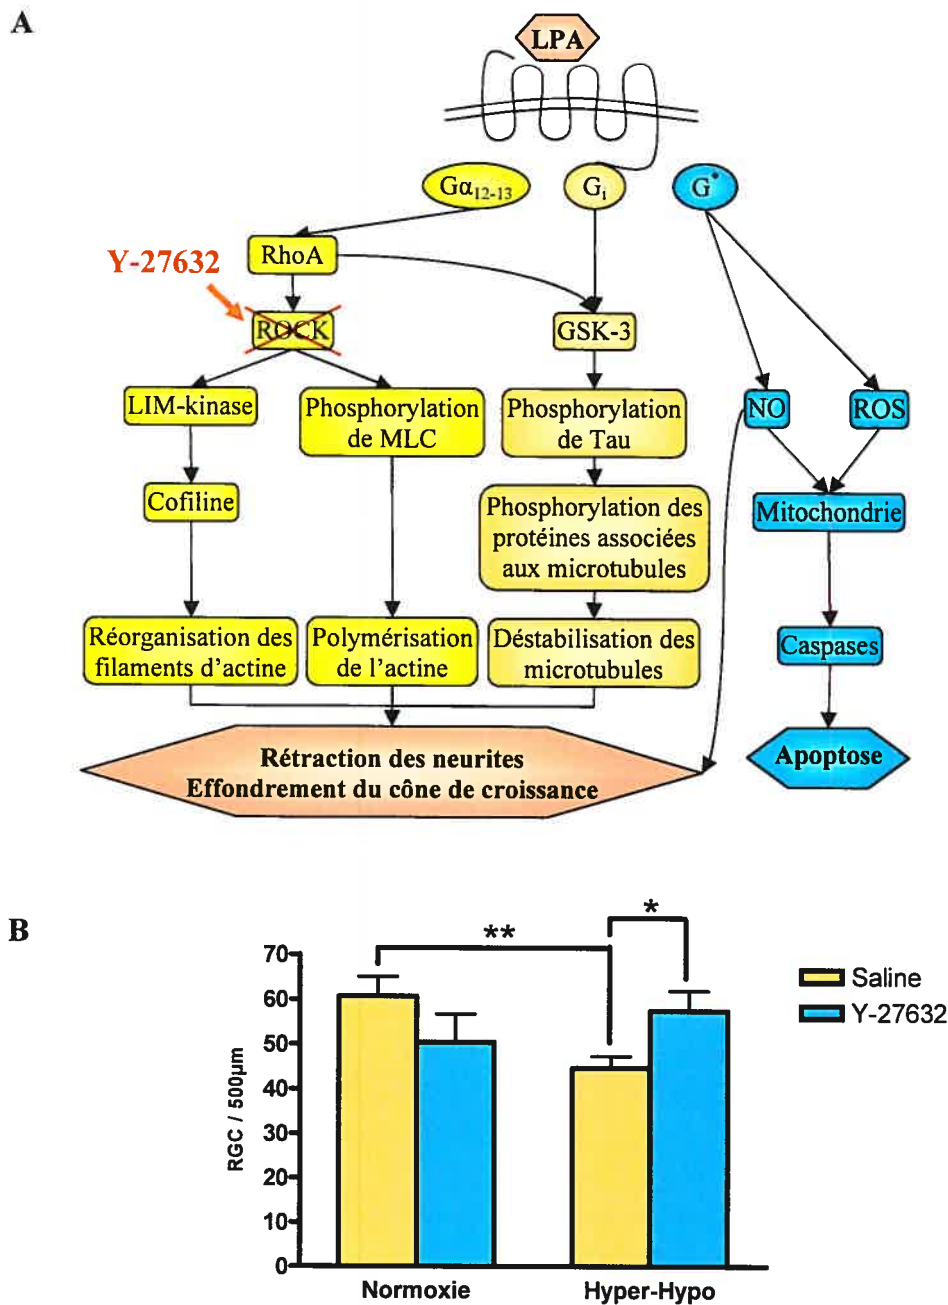 A
LPA
Gα12-13
Gi
G*
RhoA
Y-27632
ROCK
GSK-3
LIM-kinase
Phosphorylation
de MLC
Phosphorylation
de Tau
NO
ROS
Cofiline
Phosphorylation des
protéines associées
aux microtubules
Mitochondrie
Réorganisation des
filaments d'actine
Polymérisation
de l'actine
Déstabilisation des
microtubules
Caspases
Rétraction des neurites
Effondrement du cône de croissance
Apoptose
B
**
*
RGC / 500µm
70
60
50
40
30
20
10
0
Saline
Y-27632
Normoxie
Hyper-Hypo